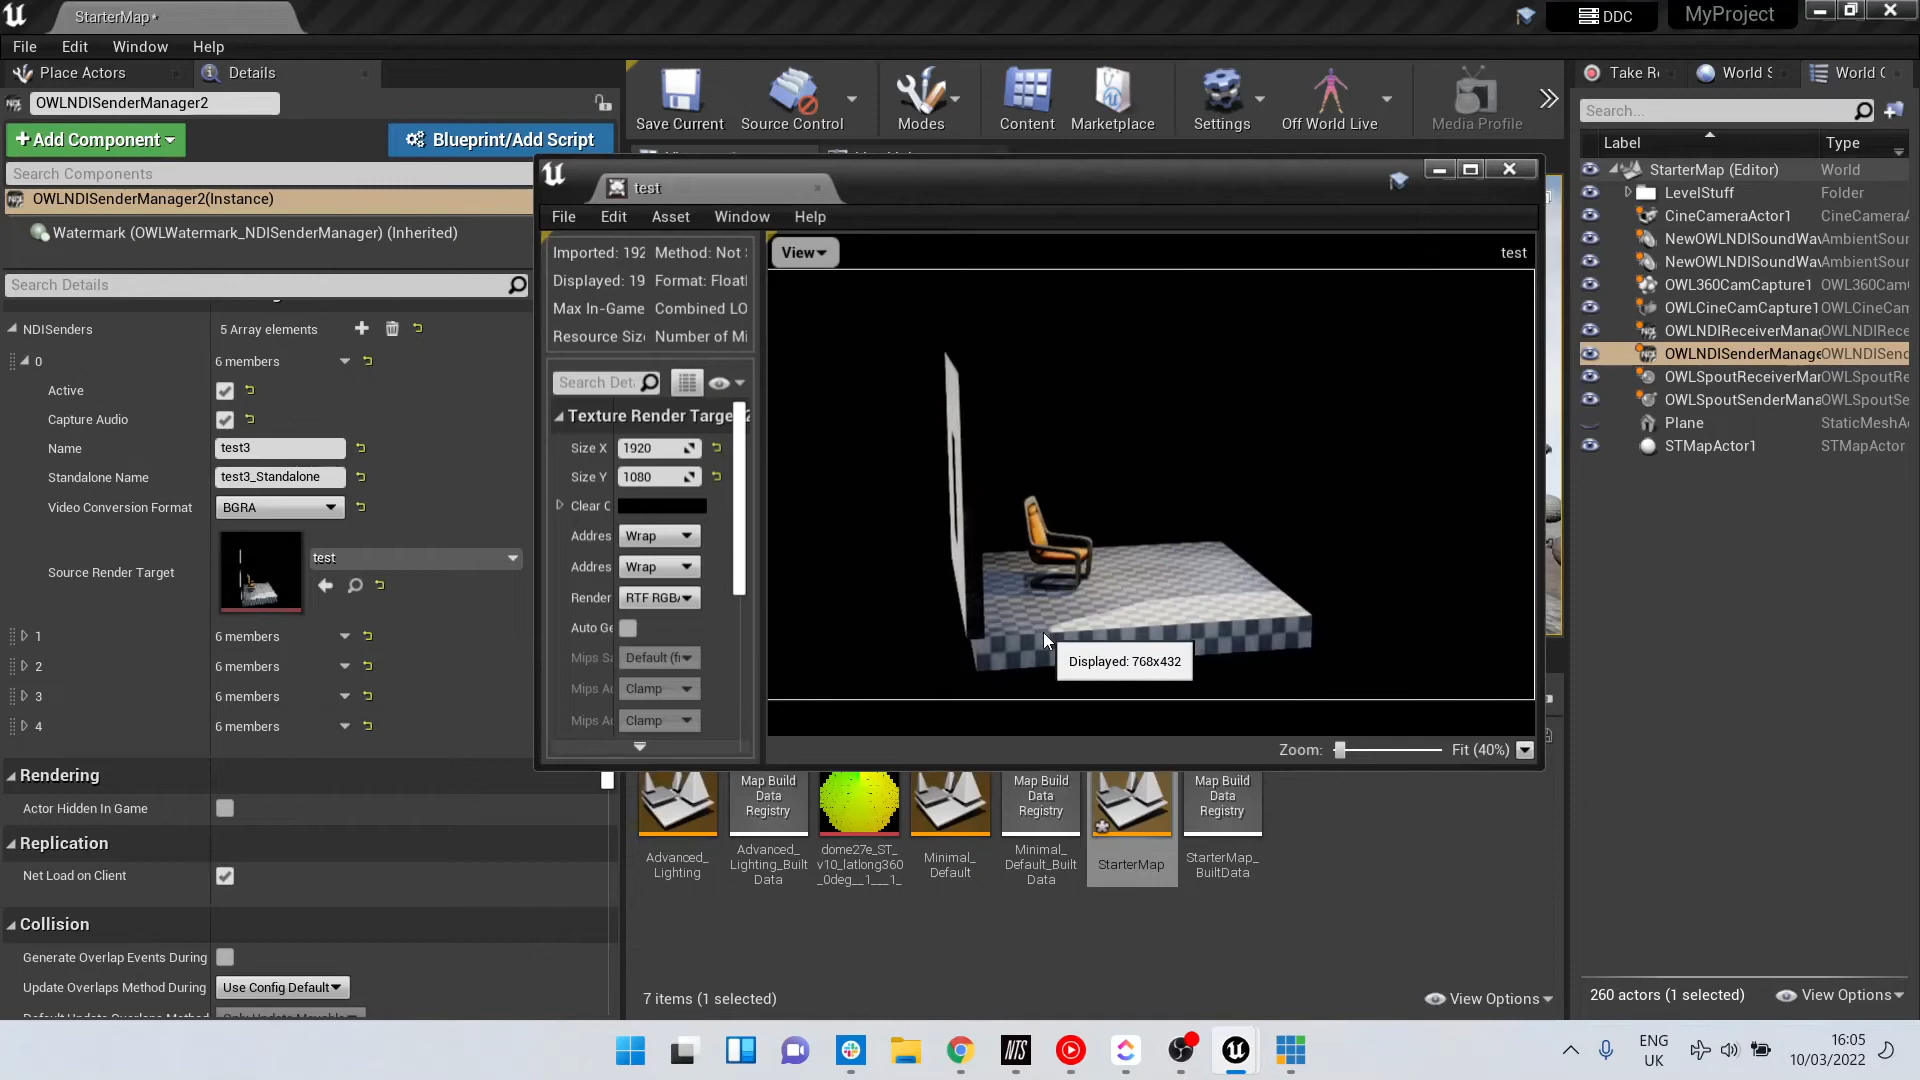 StarterMap*
DDC
MyProject
File Edit Window Help
Place Actors
Details
OWLNDISenderManager2
+Add Component
Blueprint/Add Script
Search Components
OWLNDISenderManager2(Instance)
Watermark (OWLWatermark_NDISenderManager) (Inherited)
Search Details
NDISenders 5 Array elements
0 6 members
Active
Capture Audio
Name test3
Standalone Name test3_Standalone
Video Conversion Format BGRA
Source Render Target test
1 6 members
2 6 members
3 6 members
4 6 members
Rendering
Actor Hidden In Game
Replication
Net Load on Client
Collision
Generate Overlap Events During
Update Overlaps Method During Use Config Default
Save Current
Source Control
Modes
Content
Marketplace
Settings
Off World Live
Media Profile
test
File Edit Asset Window Help
Imported: 192 Method: Not
Displayed: 19 Format: Float
Max In-Game Combined LO
Resource Siz Number of Mi
Search Det
Texture Render Targe
Size X 1920
Size Y 1080
Clear C
Addres Wrap
Addres Wrap
Render RTF RGB
Auto Ge
Mips Sa Default (fr
Mips Ad Clamp
Mips Ad Clamp
View
test
Displayed: 768x432
Zoom: Fit (40%)
Advanced_
Lighting
Map Build
Data
Registry
Advanced_
Lighting_Built
Data
dome27e_ST_
v10_latlong360
_0deg__1___1_
Minimal_
Default
Map Build
Data
Registry
Minimal_
Default_Built
Data
StarterMap
Map Build
Data
Registry
StarterMap_
BuiltData
7 items (1 selected)
View Options
Take R
World S
World
Search...
Label Type
StarterMap (Editor) World
LevelStuff Folder
CineCameraActor1 CineCameraA
NewOWLNDISoundWa AmbientSour
NewOWLNDISoundWa AmbientSour
OWL360CamCapture1 OWL360Cam
OWLCineCamCapture1 OWLCineCam
OWLNDIReceiverMana OWLNDIRece
OWLNDISenderManage OWLNDISend
OWLSpoutReceiverMa OWLSpoutRe
OWLSpoutSenderMana OWLSpoutSe
Plane StaticMeshA
STMapActor1 STMapActor
260 actors (1 selected)
View Options
NTS
ENG
UK
16:05
10/03/2022